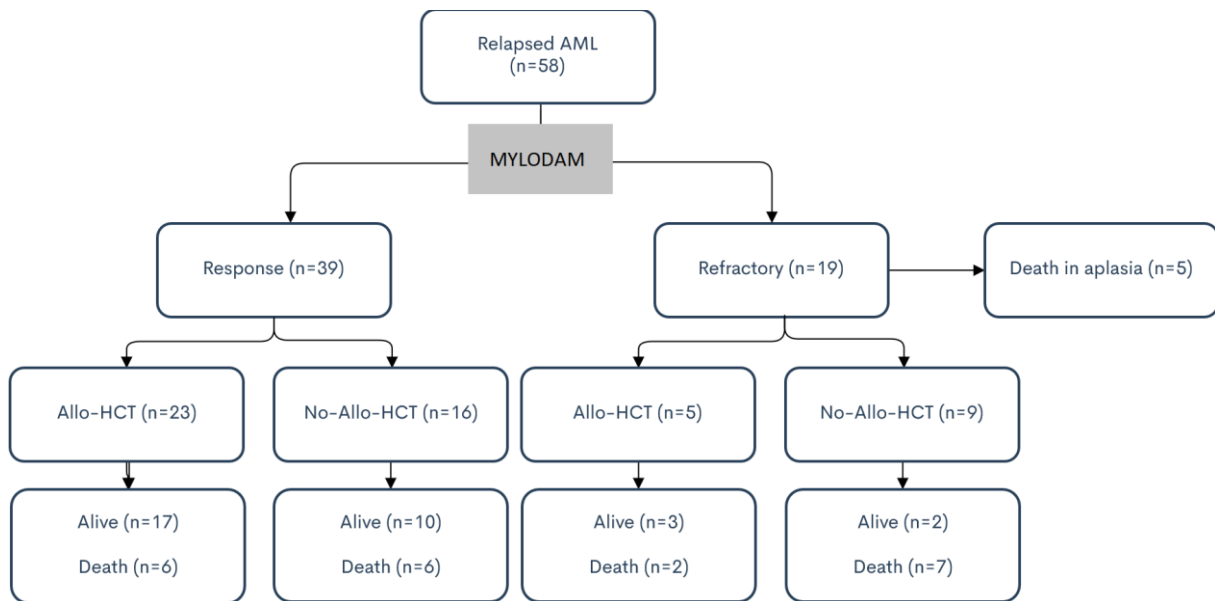 Relapsed AML
(n=58)
MYLODAM
Response (n=39)
Refractory (n=19)
Death in aplasia (n=5)
Allo-HCT (n=23)
No-Allo-HCT (n=16)
Allo-HCT (n=5)
No-Allo-HCT (n=9)
Alive (n=17)
Death (n=6)
Alive (n=10)
Death (n=6)
Alive (n=3)
Death (n=2)
Alive (n=2)
Death (n=7)